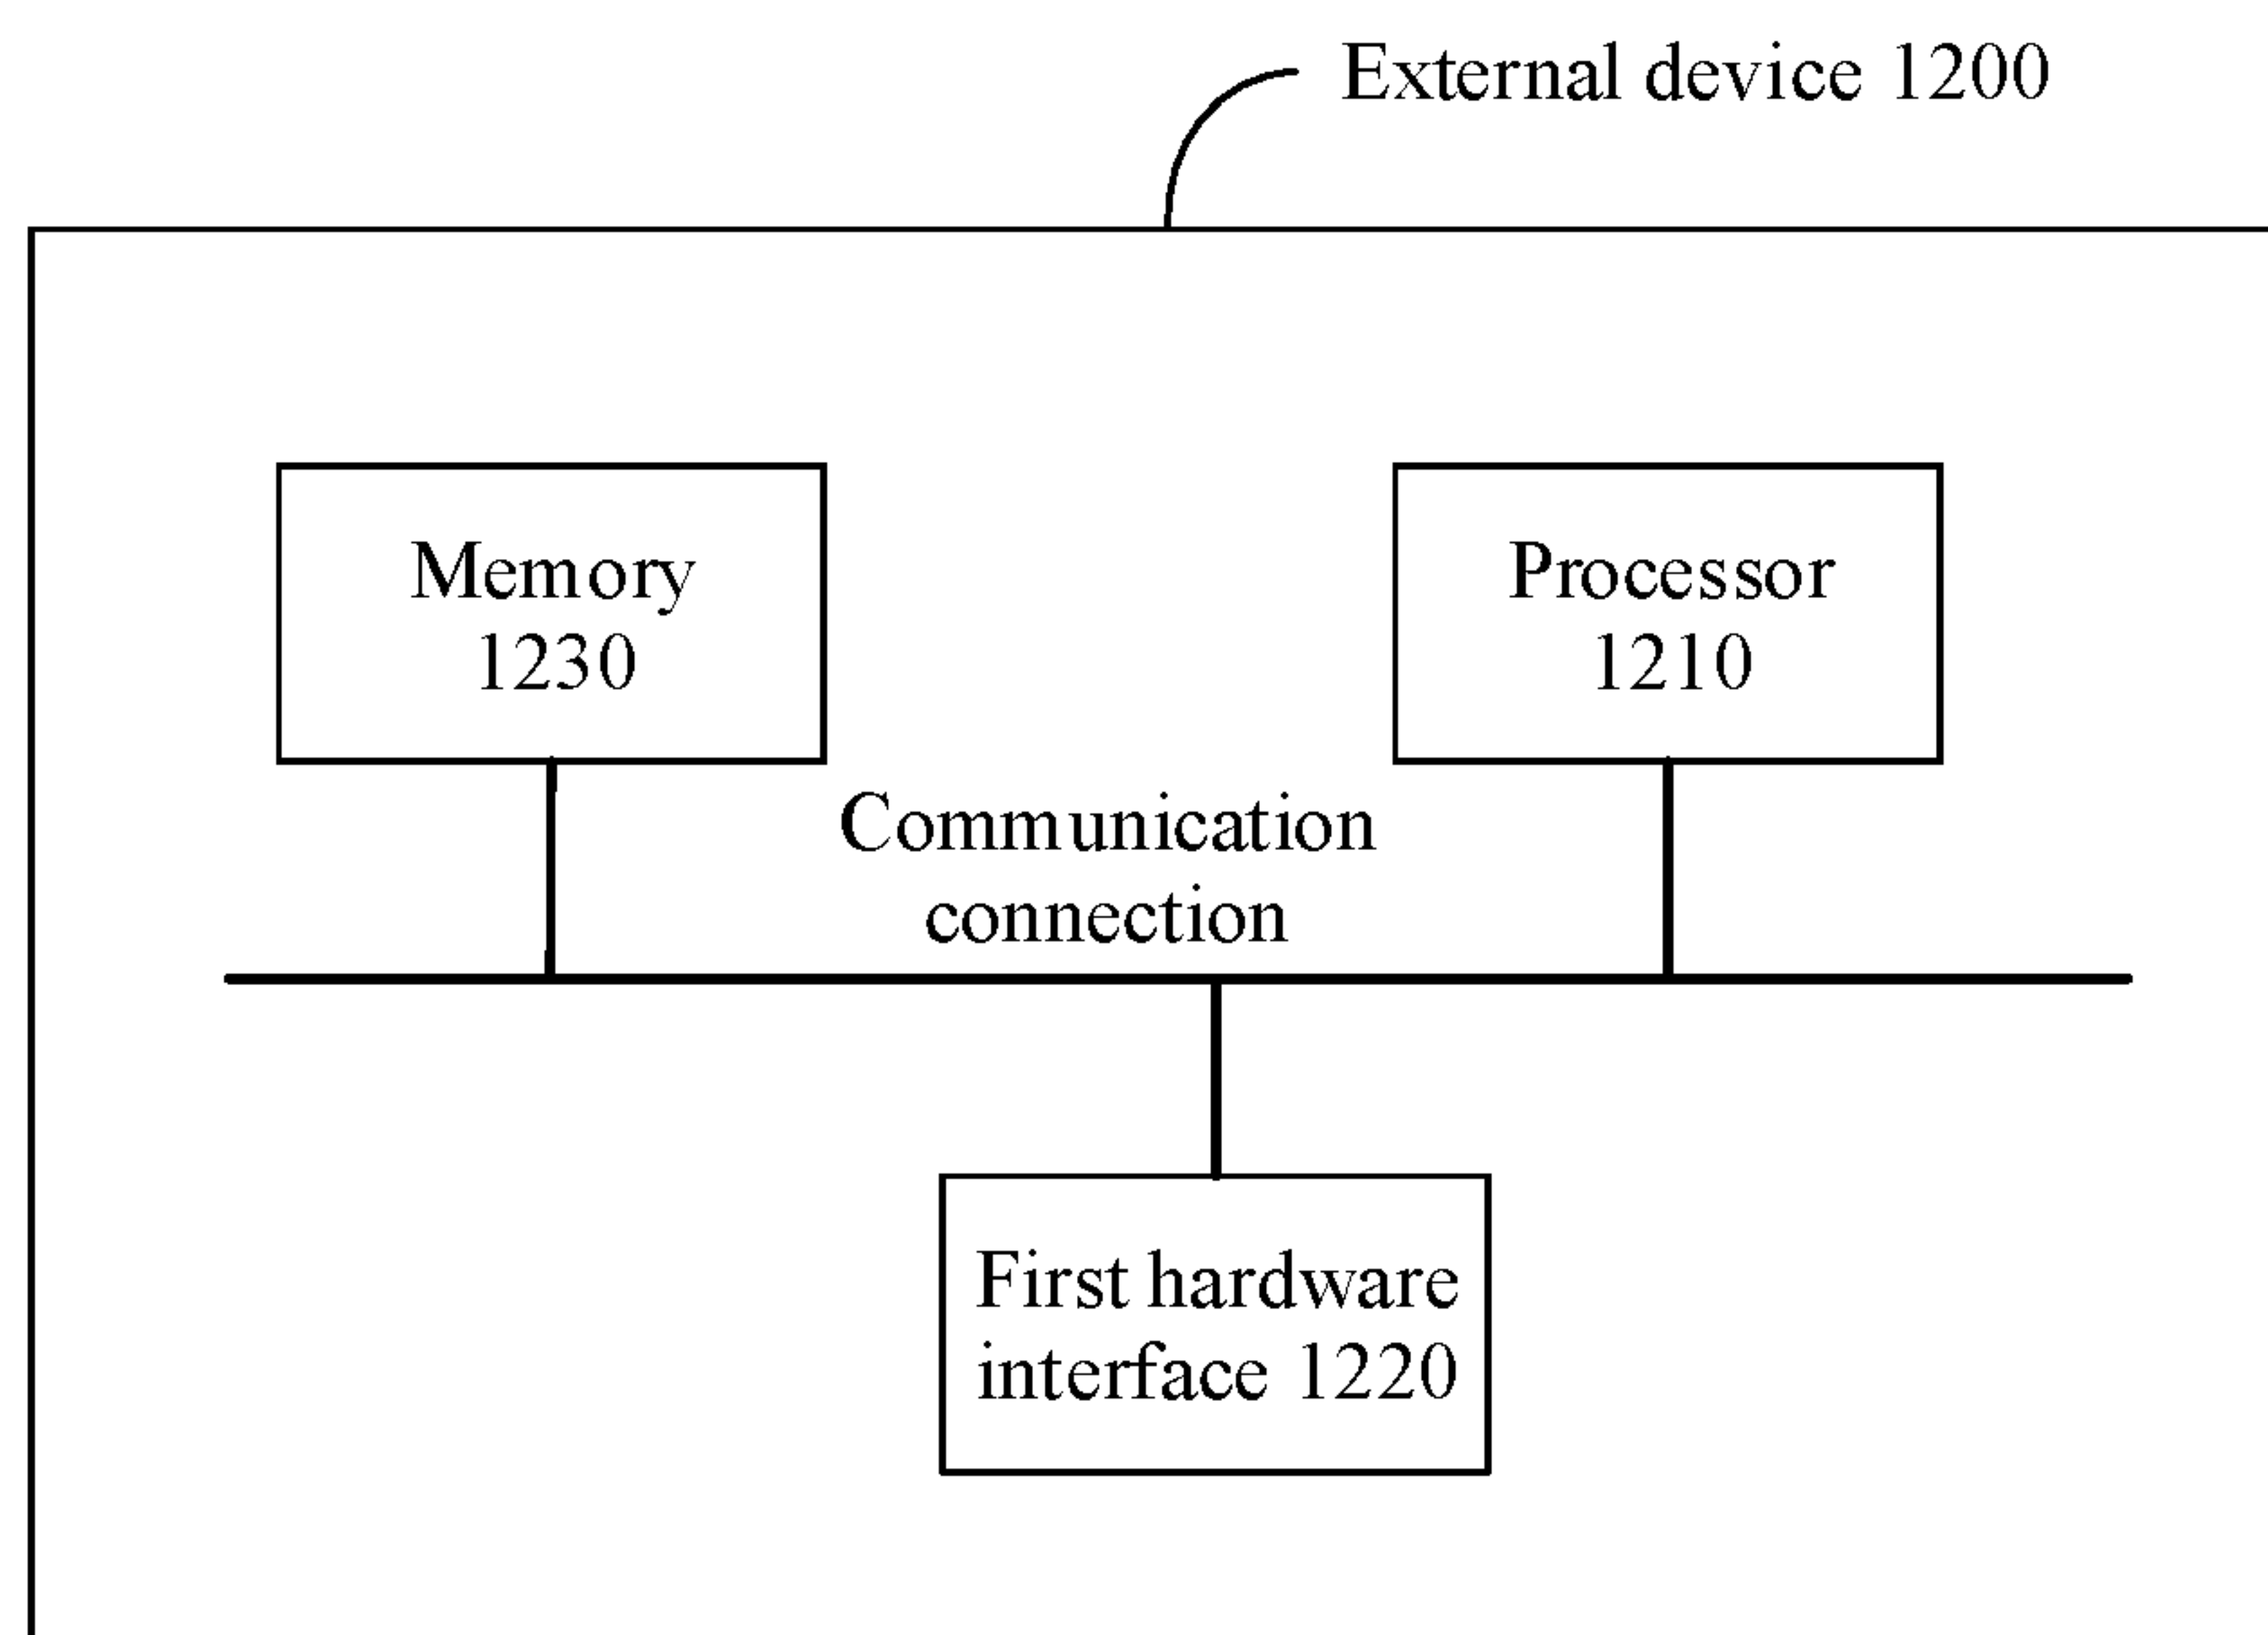 External device 1200
Memory
1230
Processor
1210
Communication
connection
First hardware
interface 1220